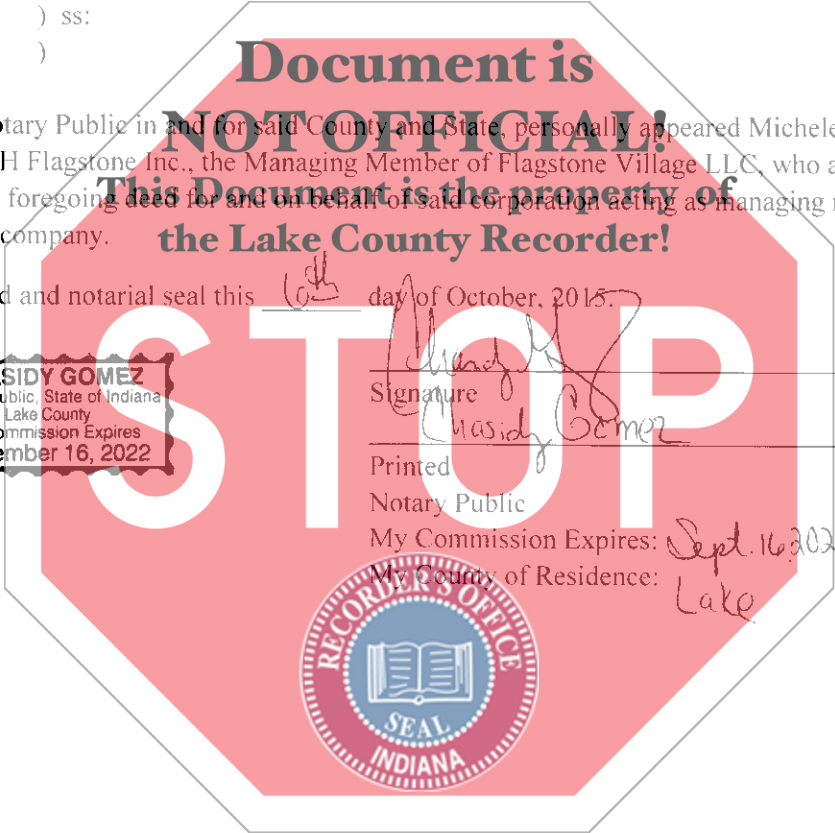 ) ss:
)
Document is
NOT OFFICIAL!
This Document is the property of
the Lake County Recorder!
tary Public in and for said County and State, personally appeared Michele
H Flagstone Inc., the Managing Member of Flagstone Village LLC, who a
foregoing deed for and on behalf of said corporation acting as managing
company.
d and notarial seal this 6th day of October, 2015.
STOP
SIDY GOMEZ
ublic, State of Indiana
Lake County
mmission Expires
mber 16, 2022
Signature
Chasidy Gomez
Printed
Notary Public
My Commission Expires: Sept. 16, 202
My County of Residence: Lake
RECORDER'S OFFICE
SEAL
INDIANA